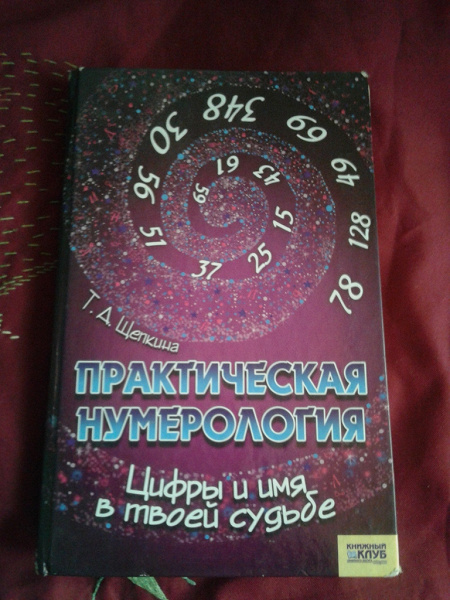 348
69
30
49
61
43
56
59
15
128
51
25
37
78
Т. Д. Щепкина
ПРАКТИЧЕСКАЯ
НУМЕРОЛОГИЯ
Цифры и имя
в твоей судьбе
КНИЖНЫЙ
КЛУБ